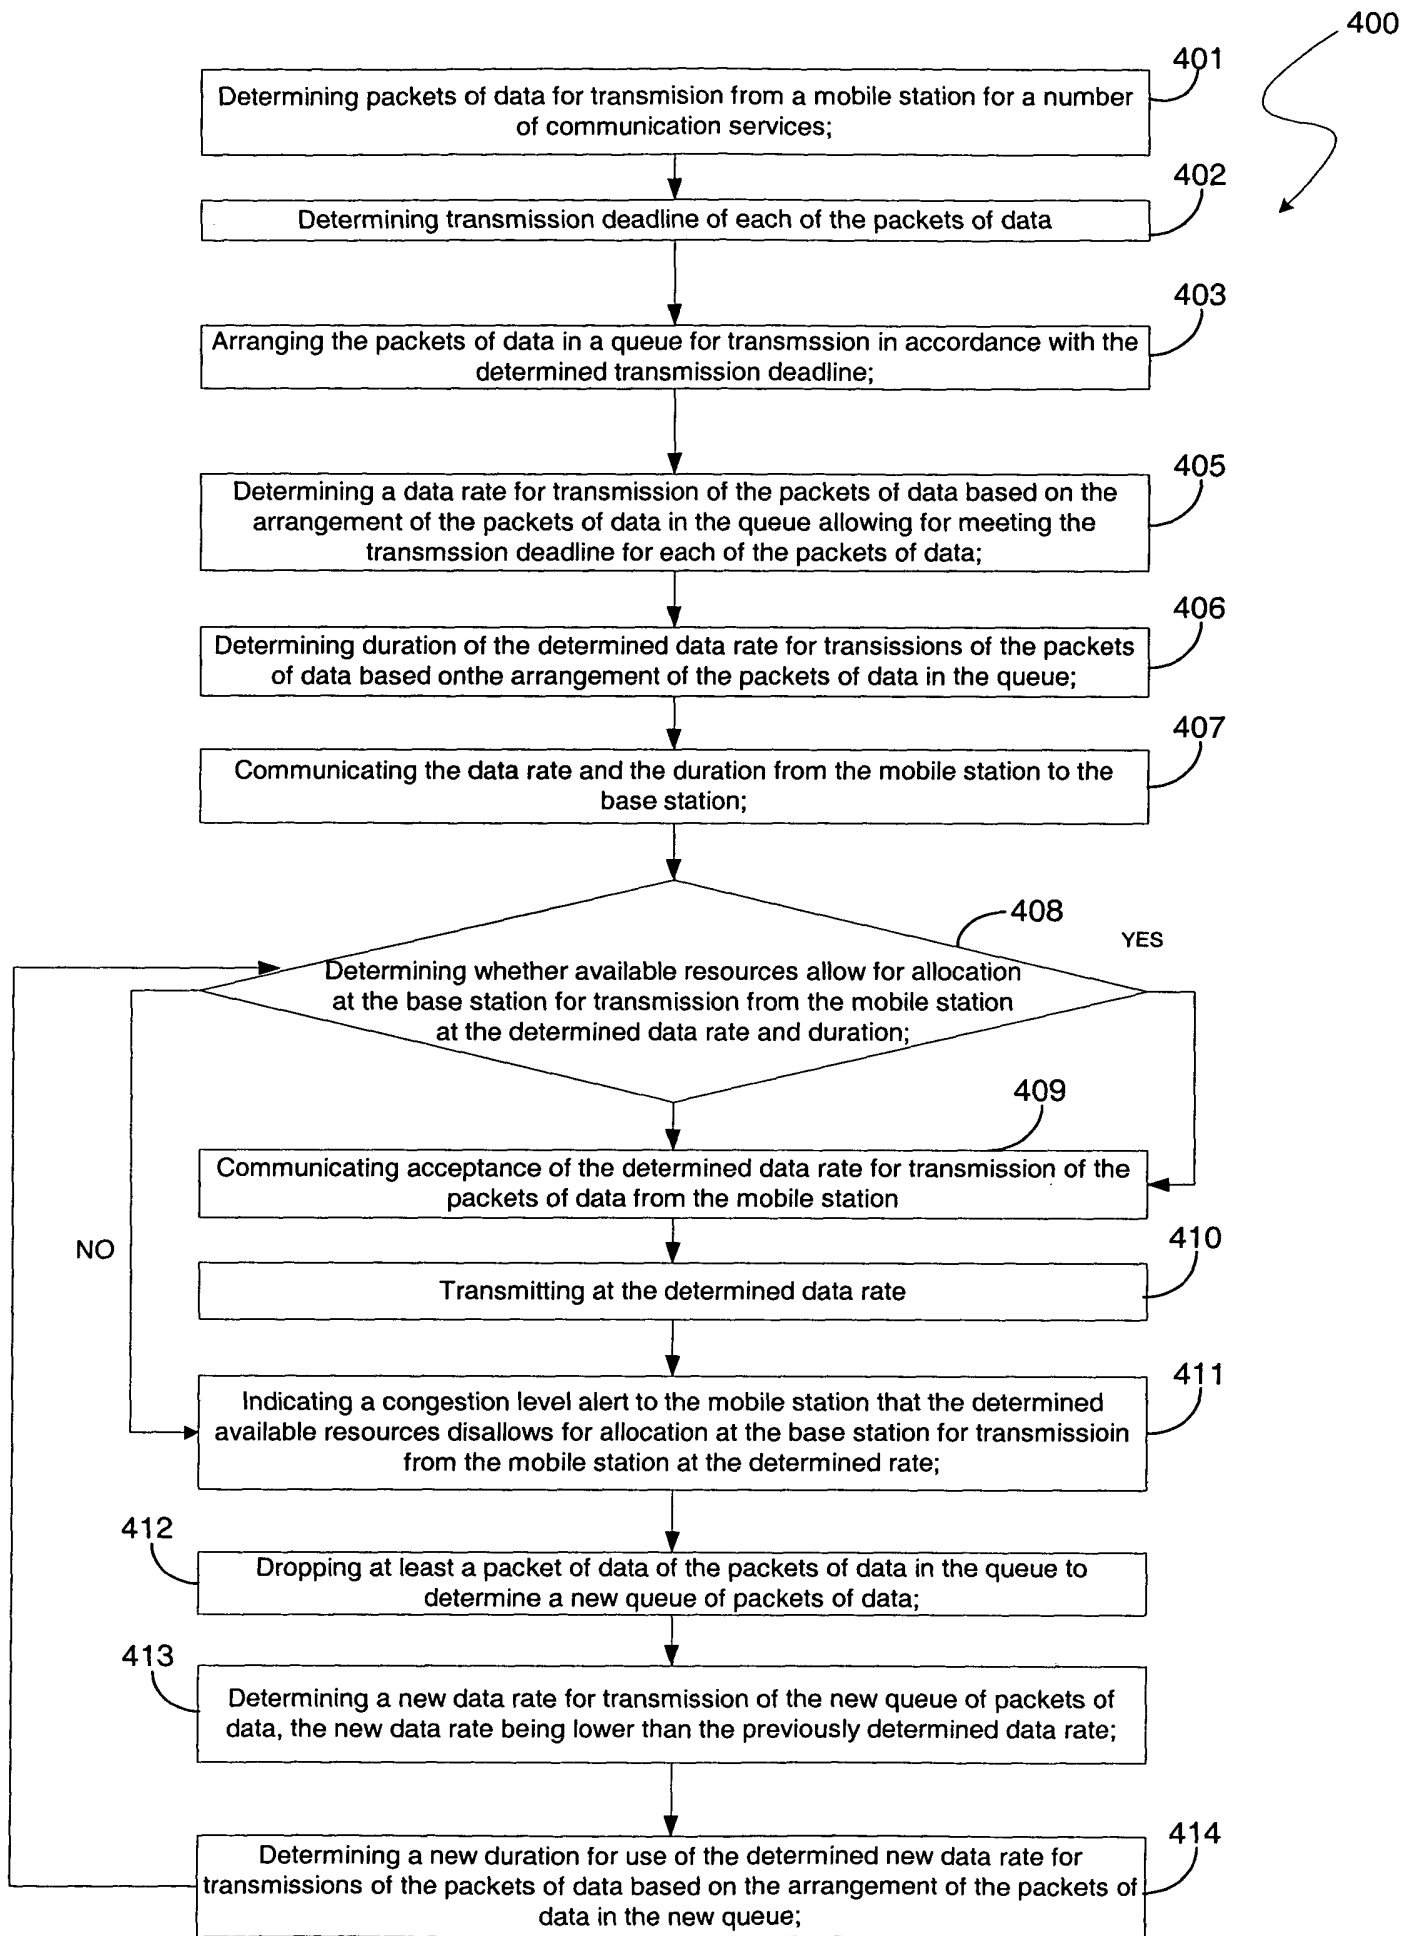 400
401
Determining packets of data for transmision from a mobile station for a number
of communication services;
402
Determining transmission deadline of each of the packets of data
403
Arranging the packets of data in a queue for transmssion in accordance with the
determined transmission deadline;
405
Determining a data rate for transmission of the packets of data based on the
arrangement of the packets of data in the queue allowing for meeting the
transmssion deadline for each of the packets of data;
406
Determining duration of the determined data rate for transissions of the packets
of data based onthe arrangement of the packets of data in the queue;
407
Communicating the data rate and the duration from the mobile station to the
base station;
408
YES
Determining whether available resources allow for allocation
at the base station for transmission from the mobile station
at the determined data rate and duration;
409
Communicating acceptance of the determined data rate for transmission of the
packets of data from the mobile station
NO
410
Transmitting at the determined data rate
411
Indicating a congestion level alert to the mobile station that the determined
available resources disallows for allocation at the base station for transmissioin
from the mobile station at the determined rate;
412
Dropping at least a packet of data of the packets of data in the queue to
determine a new queue of packets of data;
413
Determining a new data rate for transmission of the new queue of packets of
data, the new data rate being lower than the previously determined data rate;
414
Determining a new duration for use of the determined new data rate for
transmissions of the packets of data based on the arrangement of the packets of
data in the new queue;